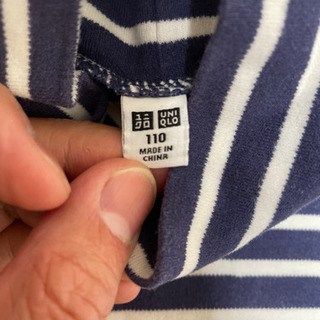 ユニ UNI
クロ QLO
110
MADE IN
CHINA